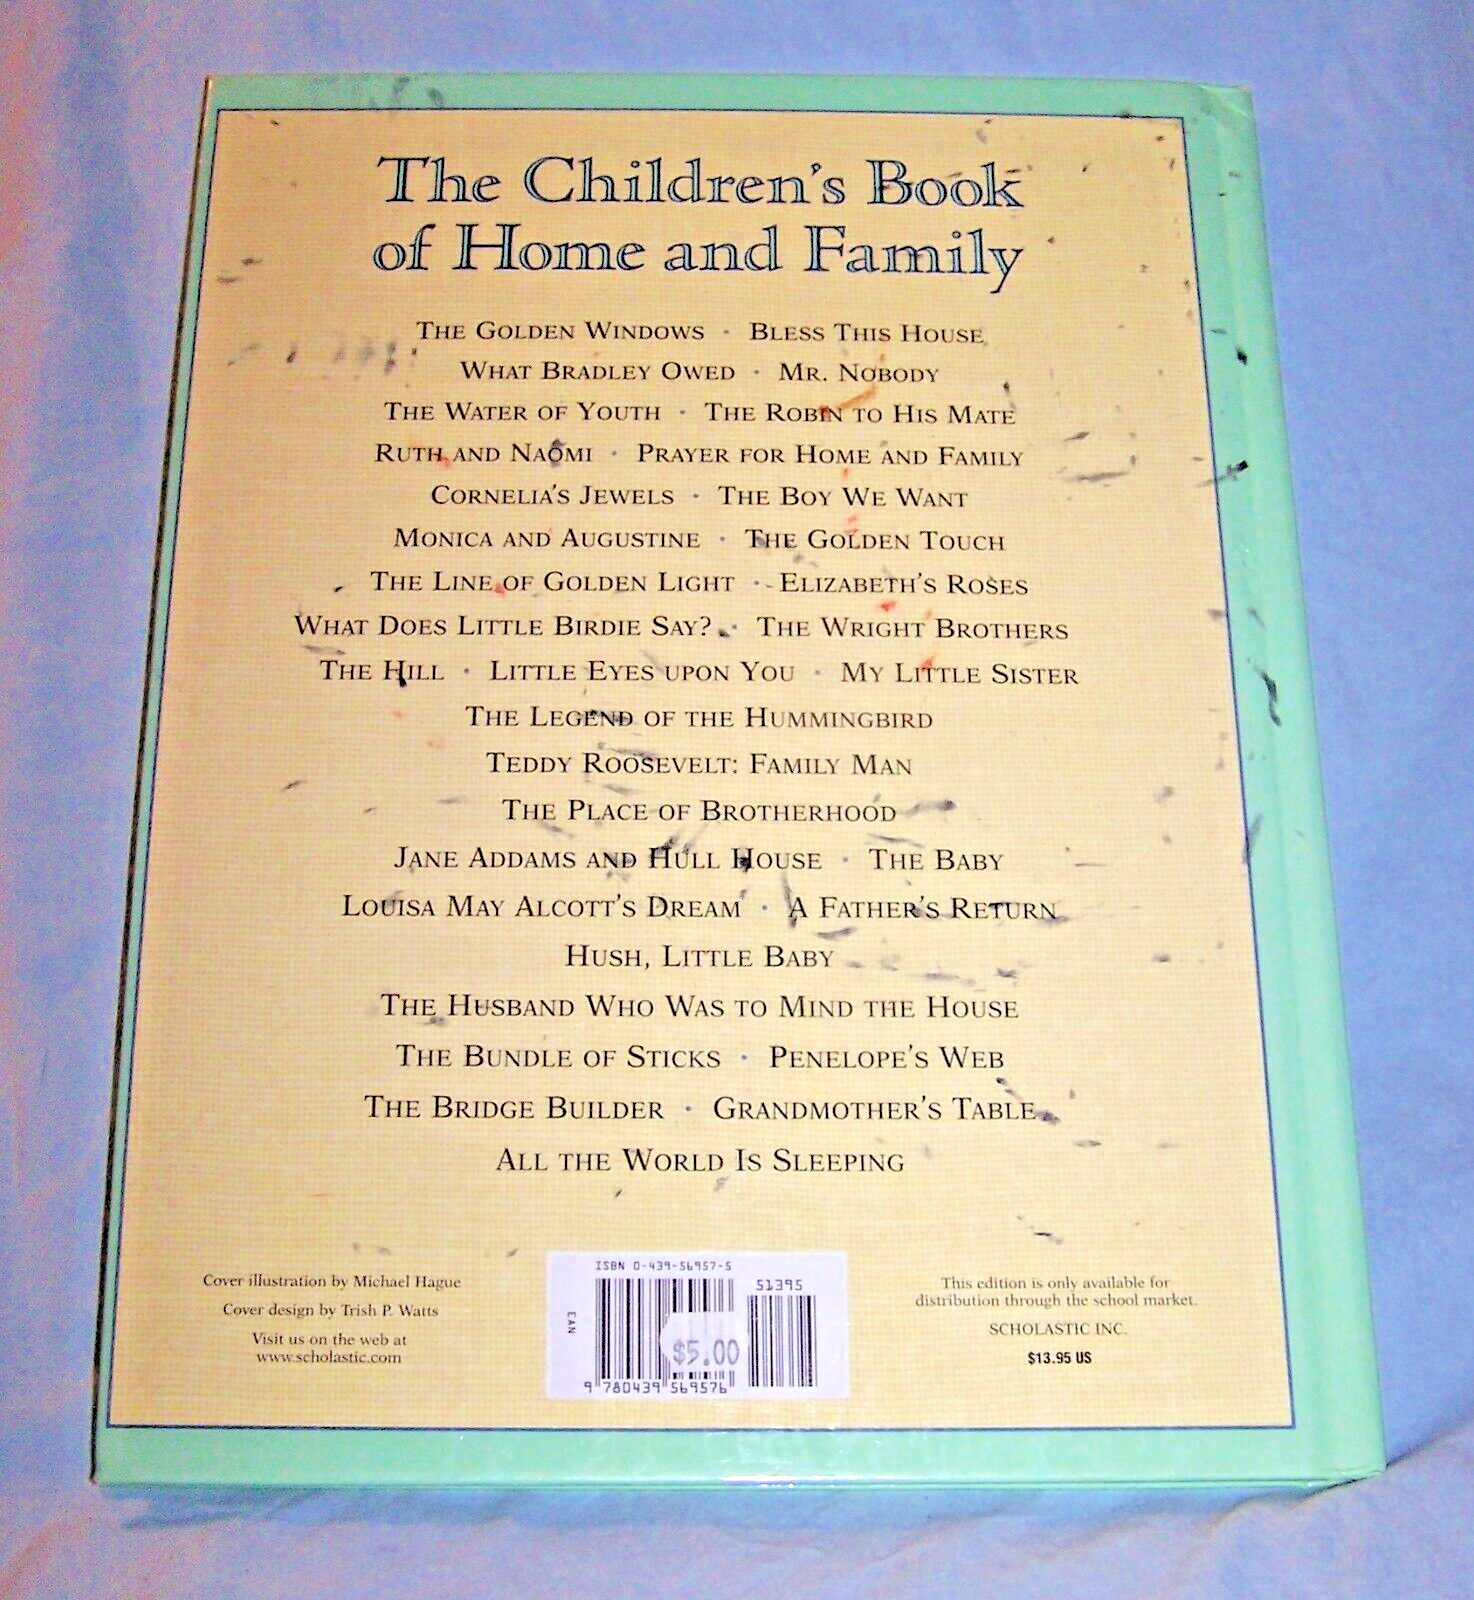 The Children's Book
of Home and Family
The Golden Windows · Bless This House
What Bradley Owed · Mr. Nobody
The Water of Youth · The Robin to His Mate
Ruth and Naomi · Prayer for Home and Family
Cornelia's Jewels · The Boy We Want
Monica and Augustine · The Golden Touch
The Line of Golden Light · Elizabeth's Roses
What Does Little Birdie Say? · The Wright Brothers
The Hill · Little Eyes upon You · My Little Sister
The Legend of the Hummingbird
Teddy Roosevelt: Family Man
The Place of Brotherhood
Jane Addams and Hull House · The Baby
Louisa May Alcott's Dream · A Father's Return
Hush, Little Baby
The Husband Who Was to Mind the House
The Bundle of Sticks · Penelope's Web
The Bridge Builder · Grandmother's Table
All the World Is Sleeping
Cover illustration by Michael Hague
Cover design by Trish P. Watts
Visit us on the web at
www.scholastic.com
ISBN 0-439-56957-5
51395
EAN
$5.00
9 780439 569576
This edition is only available for
distribution through the school market.
SCHOLASTIC INC.
$13.95 US